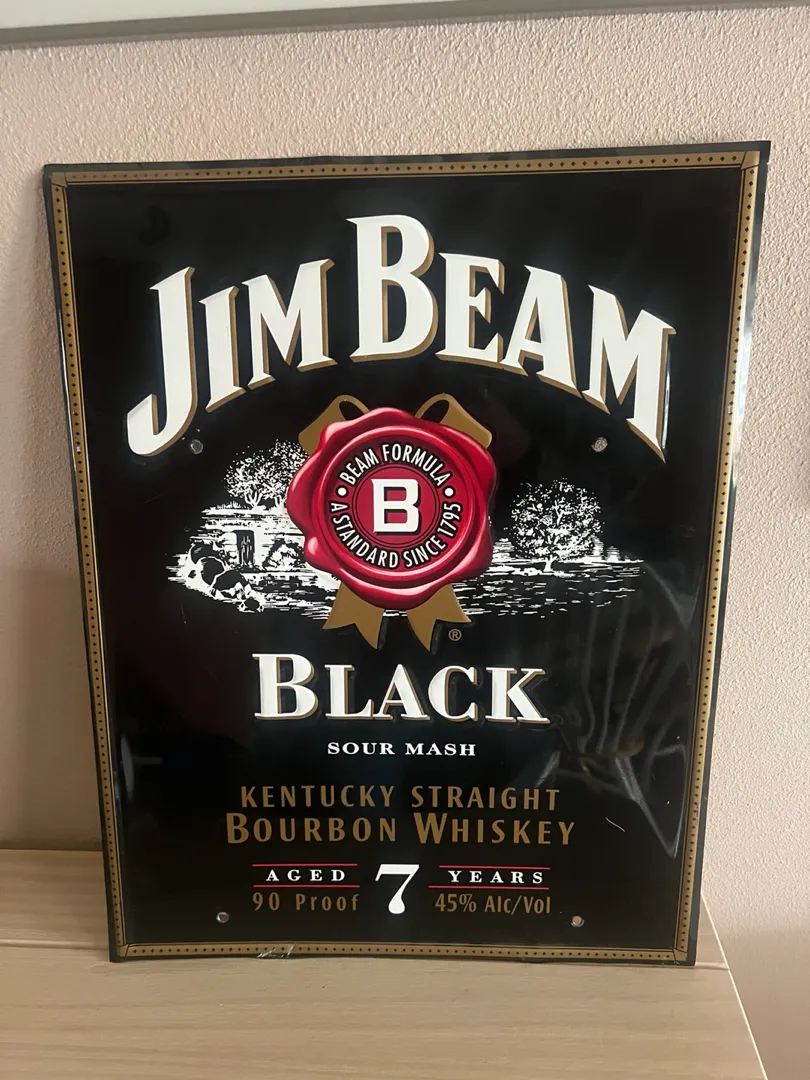 JIM BEAM
BEAM FORMULA
B
A STANDARD SINCE 1795
®
BLACK
SOUR MASH
KENTUCKY STRAIGHT
BOURBON WHISKEY
AGED 7 YEARS
90 Proof 45% Alc/Vol